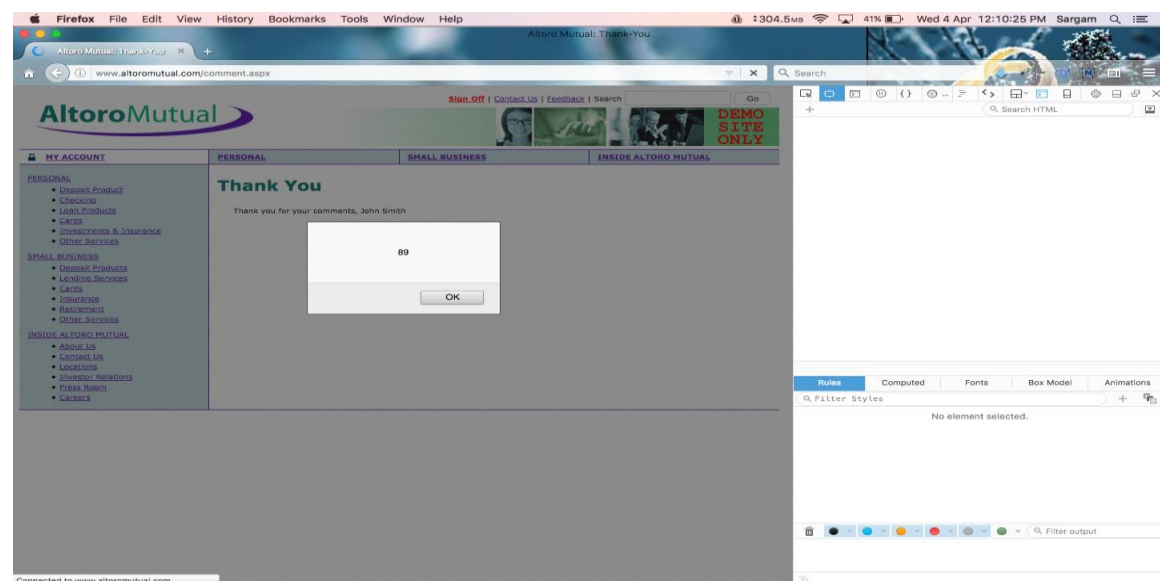 Firefox File Edit View History Bookmarks Tools Window Help 304.5MB 41% Wed 4 Apr 12:10:25 PM Sargam
Altoro Mutual: Thank-You
Altoro Mutual: Thank-You × +
www.altoromutual.com/comment.aspx Search
Sign Off | Contact Us | Feedback | Search Go
AltoroMutual
DEMO
SITE
ONLY
MY ACCOUNT PERSONAL SMALL BUSINESS INSIDE ALTORO MUTUAL
PERSONAL
• Deposit Product
• Checking
• Loan Products
• Cards
• Investments & Insurance
• Other Services
SMALL BUSINESS
• Deposit Products
• Lending Services
• Cards
• Insurance
• Retirement
• Other Services
INSIDE ALTORO MUTUAL
• About Us
• Contact Us
• Locations
• Investor Relations
• Press Room
• Careers
Thank You
Thank you for your comments, John Smith
89
OK
+ Search HTML
Rules Computed Fonts Box Model Animations
Filter Styles +
No element selected.
Filter output
Connected to www.altoromutual.com